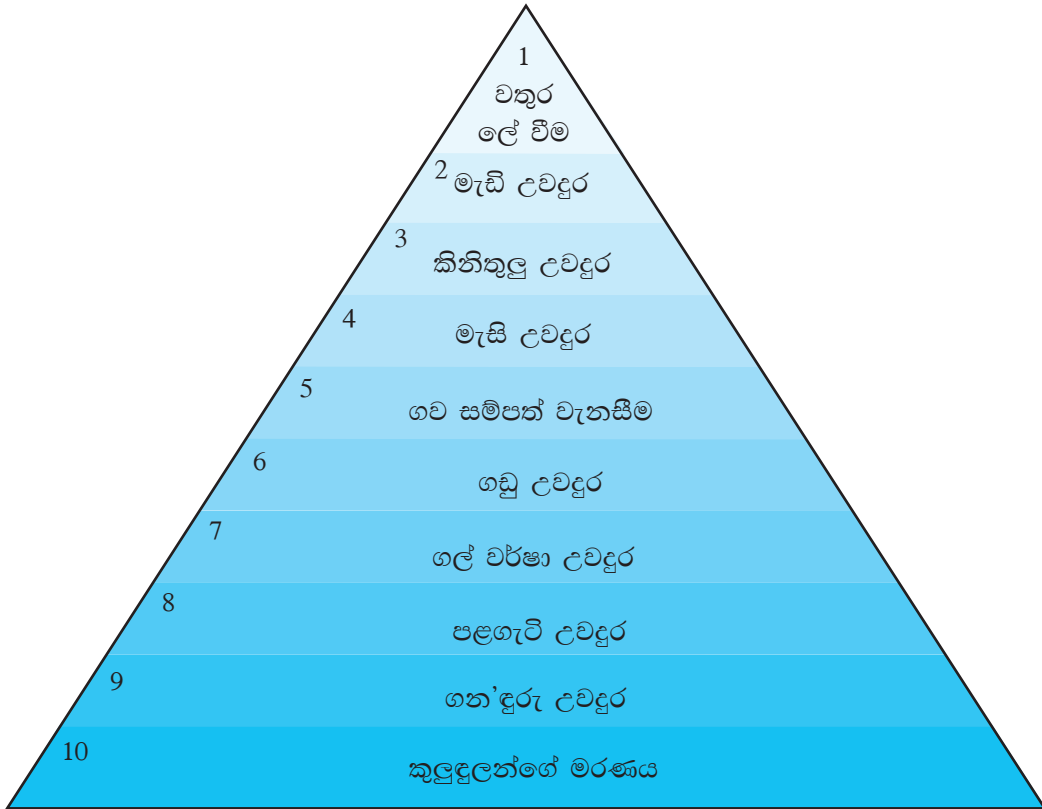 1
වතුර
ලේ වීම
2 මැඩි උවදුර
3
කිනිතුලු උවදුර
4
මැසි උවදුර
5
ගව සම්පත් වැනසීම
6
ගඩු උවදුර
7
ගල් වර්ෂා උවදුර
8
පළගැටි උවදුර
9
ගන'ඳුරු උවදුර
10
කුලුඳුලන්ගේ මරණය